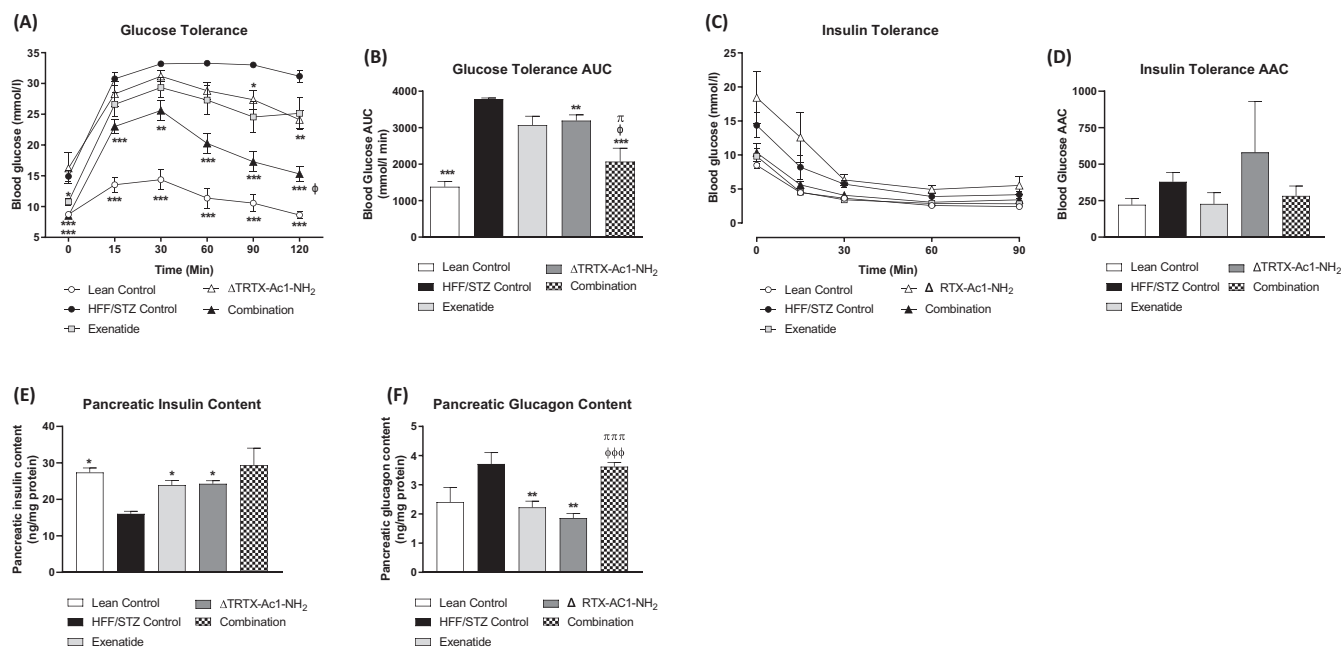 (A)
Glucose Tolerance
Blood glucose (mmol/l)
35
30
25
20
15
10
5
*
***
***
***
***
**
***
***
***
***
*
***
***
**
*** ϕ
***
0 15 30 60 90 120
Time (Min)
Lean Control
HFF/STZ Control
Exenatide
ΔTRTX-Ac1-NH2
Combination
(B)
Glucose Tolerance AUC
Blood Glucose AUC
(mmol/l min)
4000
3000
2000
1000
0
***
**
π
ϕ
***
Lean Control
HFF/STZ Control
Exenatide
ΔTRTX-Ac1-NH2
Combination
(C)
Insulin Tolerance
Blood glucose (mmol/l)
25
20
15
10
5
0
0 15 30 60 90
Time (Min)
Lean Control
HFF/STZ Control
Exenatide
Δ RTX-Ac1-NH2
Combination
(D)
Insulin Tolerance AAC
Blood Glucose AAC
1000
750
500
250
0
Lean Control
HFF/STZ Control
Exenatide
ΔTRTX-Ac1-NH2
Combination
(E)
Pancreatic Insulin Content
Pancreatic insulin content
(ng/mg protein)
40
30
20
10
0
*
*
*
Lean Control
HFF/STZ Control
Exenatide
ΔTRTX-Ac1-NH2
Combination
(F)
Pancreatic Glucagon Content
Pancreatic glucagon content
(ng/mg protein)
5
4
3
2
1
0
**
**
πππ
ϕϕϕ
Lean Control
HFF/STZ Control
Exenatide
Δ RTX-AC1-NH2
Combination